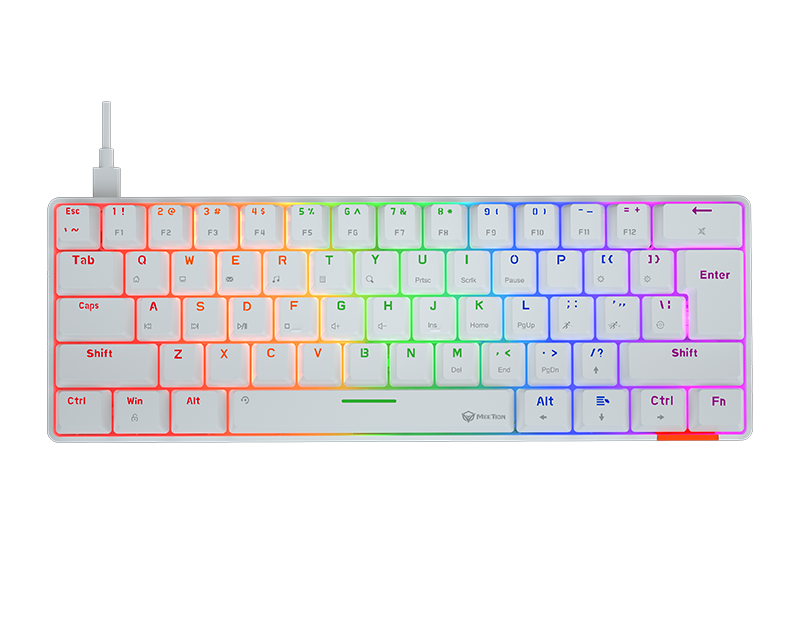 Esc 1 ! 2 @ 3 # 4 $ 5 % 6 ^ 7 & 8 * 9 ( 0 ) - _ = + ←
` ~ F1 F2 F3 F4 F5 F6 F7 F8 F9 F10 F11 F12
Tab Q W E R T Y U I O P [ { ] } Enter
Prtsc Scrlk Pause
Caps A S D F G H J K L ; : ' " \ |
Ins Home PgUp
Shift Z X C V B N M , < . > / ? Shift
Del End PgDn ↑
Ctrl Win Alt MEETION Alt Ctrl Fn
← ↓ →